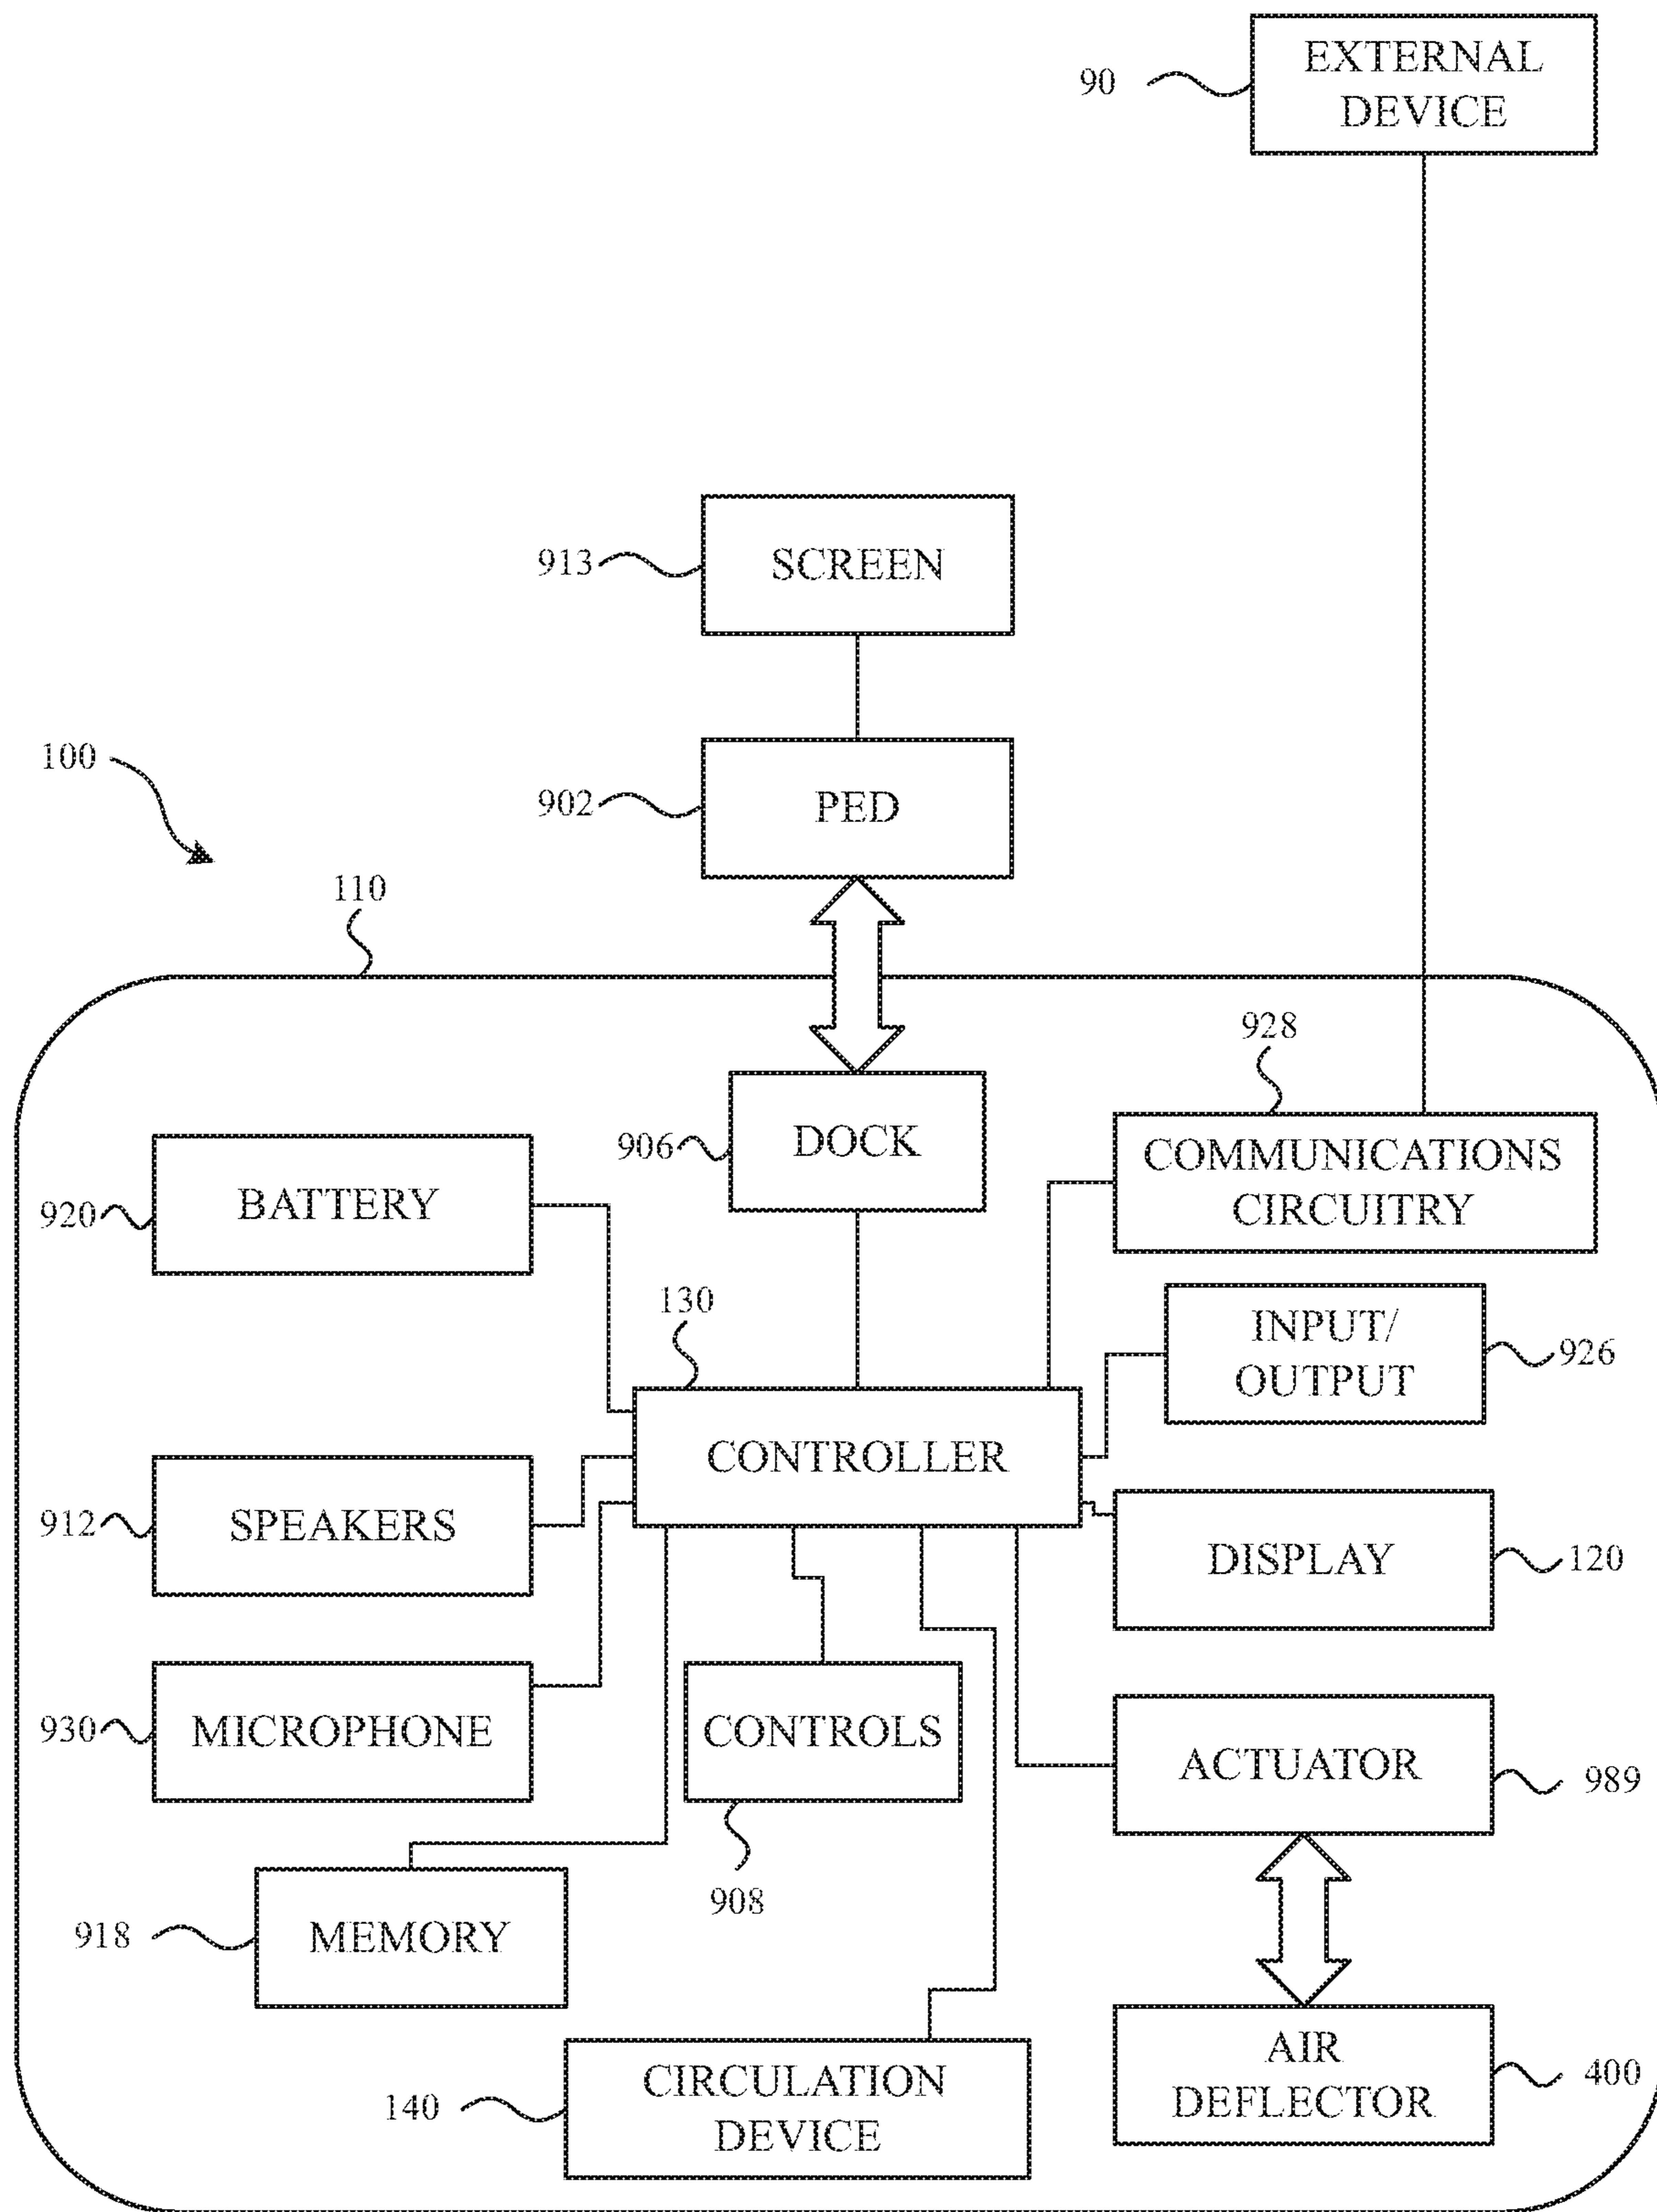 90
EXTERNAL
DEVICE
913
SCREEN
100
902
PED
110
928
906
DOCK
COMMUNICATIONS
CIRCUITRY
920
BATTERY
130
INPUT/
OUTPUT
926
CONTROLLER
912
SPEAKERS
DISPLAY
120
930
MICROPHONE
CONTROLS
ACTUATOR
989
908
918
MEMORY
AIR
DEFLECTOR
400
140
CIRCULATION
DEVICE